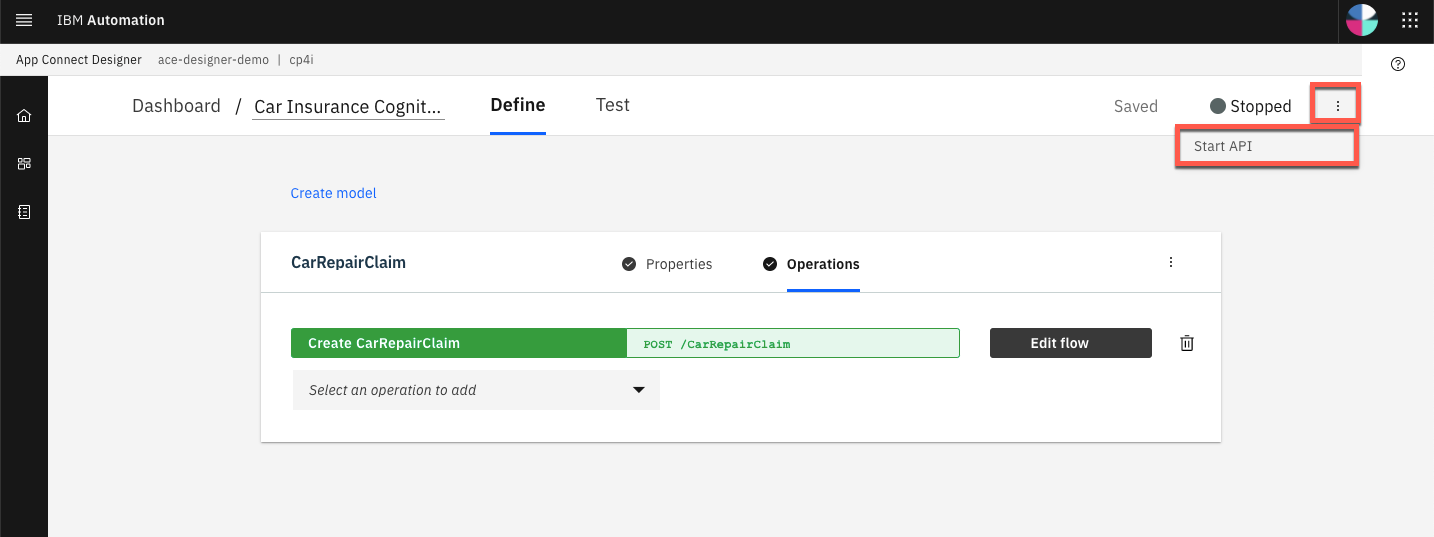 IBM Automation
App Connect Designer ace-designer-demo | cp4i
Dashboard / Car Insurance Cognit... Define Test Saved Stopped
Start API
Create model
CarRepairClaim Properties Operations
Create CarRepairClaim POST /CarRepairClaim Edit flow
Select an operation to add